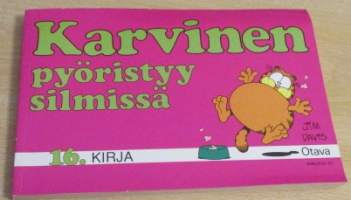 Karvinen
pyöristyy
silmissä
JIM
DAVIS
16. KIRJA
Otava